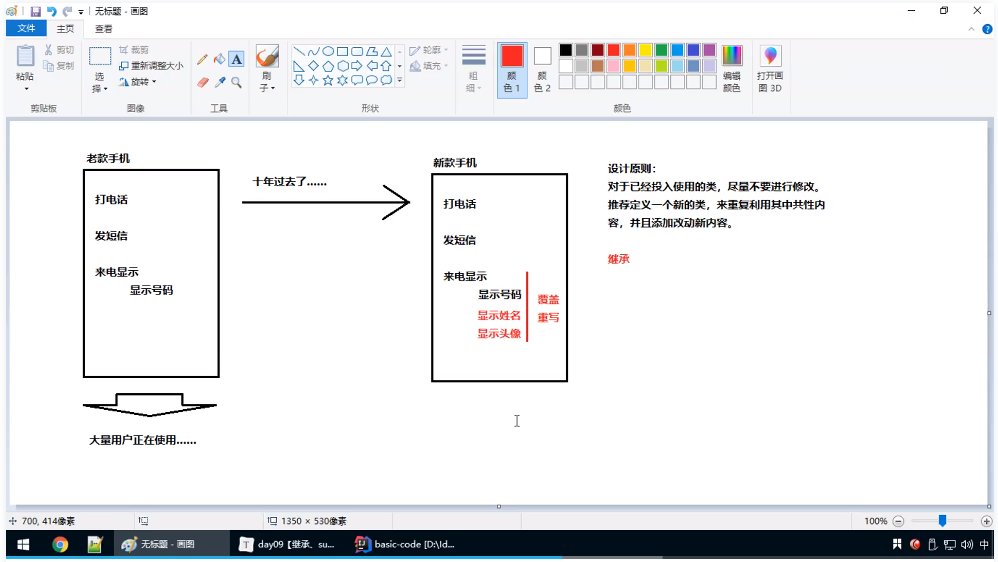 无标题 - 画图
文件
主页
查看
粘贴
剪切
复制
剪贴板
选择
裁剪
重新调整大小
旋转
图像
A
工具
刷子
轮廓
填充
形状
粗细
颜色 1
颜色 2
颜色
编辑颜色
打开画图 3D
老款手机
打电话
发短信
来电显示
显示号码
大量用户正在使用......
十年过去了......
新款手机
打电话
发短信
来电显示
显示号码
显示姓名
显示头像
覆盖
重写
设计原则:
对于已经投入使用的类，尽量不要进行修改。
推荐定义一个新的类，来重复利用其中共性内
容，并且添加改动新内容。
继承
700, 414像素
1350 × 530像素
100%
无标题 - 画图
T
day09【继承、su...
basic-code [D:\Id...
中